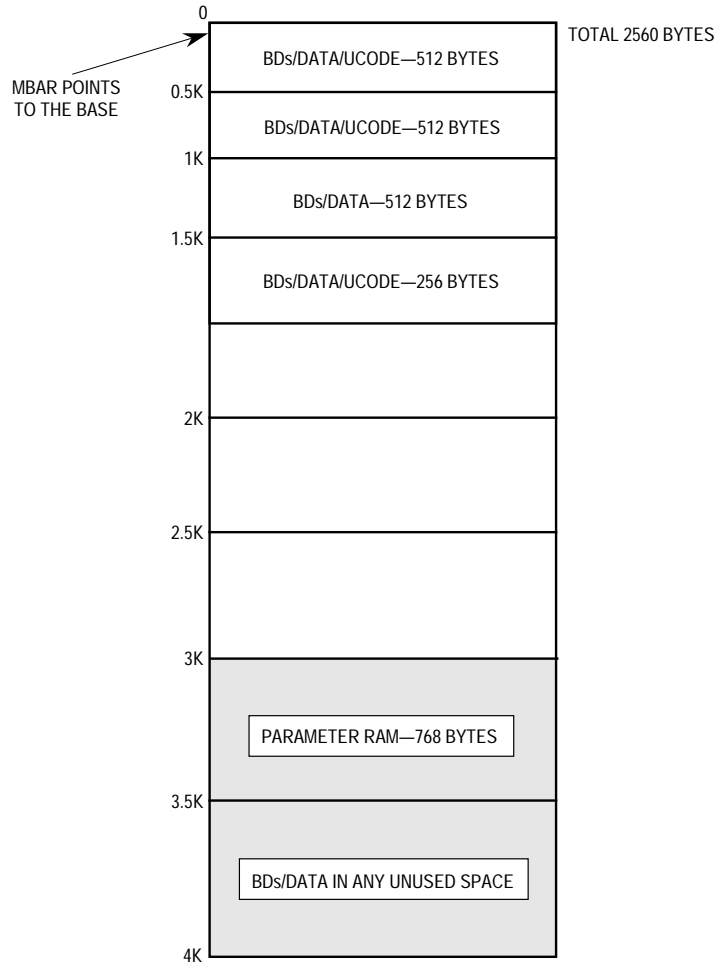 0
TOTAL 2560 BYTES
BDs/DATA/UCODE—512 BYTES
MBAR POINTS
TO THE BASE
0.5K
BDs/DATA/UCODE—512 BYTES
1K
BDs/DATA—512 BYTES
1.5K
BDs/DATA/UCODE—256 BYTES
2K
2.5K
3K
PARAMETER RAM—768 BYTES
3.5K
BDs/DATA IN ANY UNUSED SPACE
4K